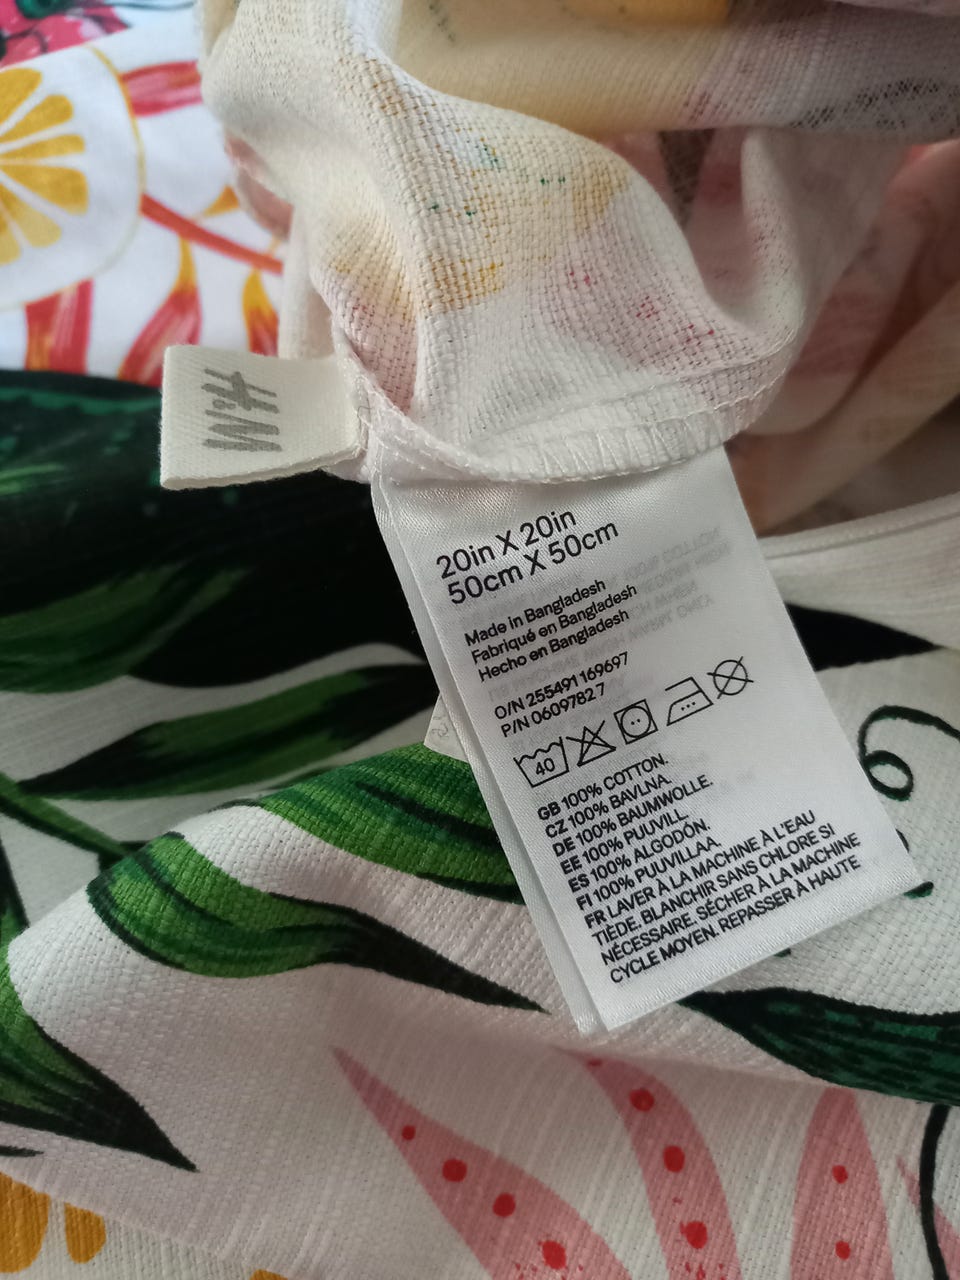 H&M
20in X 20in
50cm X 50cm
Made in Bangladesh
Fabriqué en Bangladesh
Hecho en Bangladesh
O/N 255491 169697
P/N 0609782 7
40
GB 100% COTTON.
CZ 100% BAVLNA.
DE 100% BAUMWOLLE.
EE 100% PUUVILL.
ES 100% ALGODÓN.
FI 100% PUUVILLAA.
FR LAVER À LA MACHINE À L'EAU
TIÈDE. BLANCHIR SANS CHLORE SI
NÉCESSAIRE. SÉCHER À LA MACHINE
CYCLE MOYEN. REPASSER À HAUTE